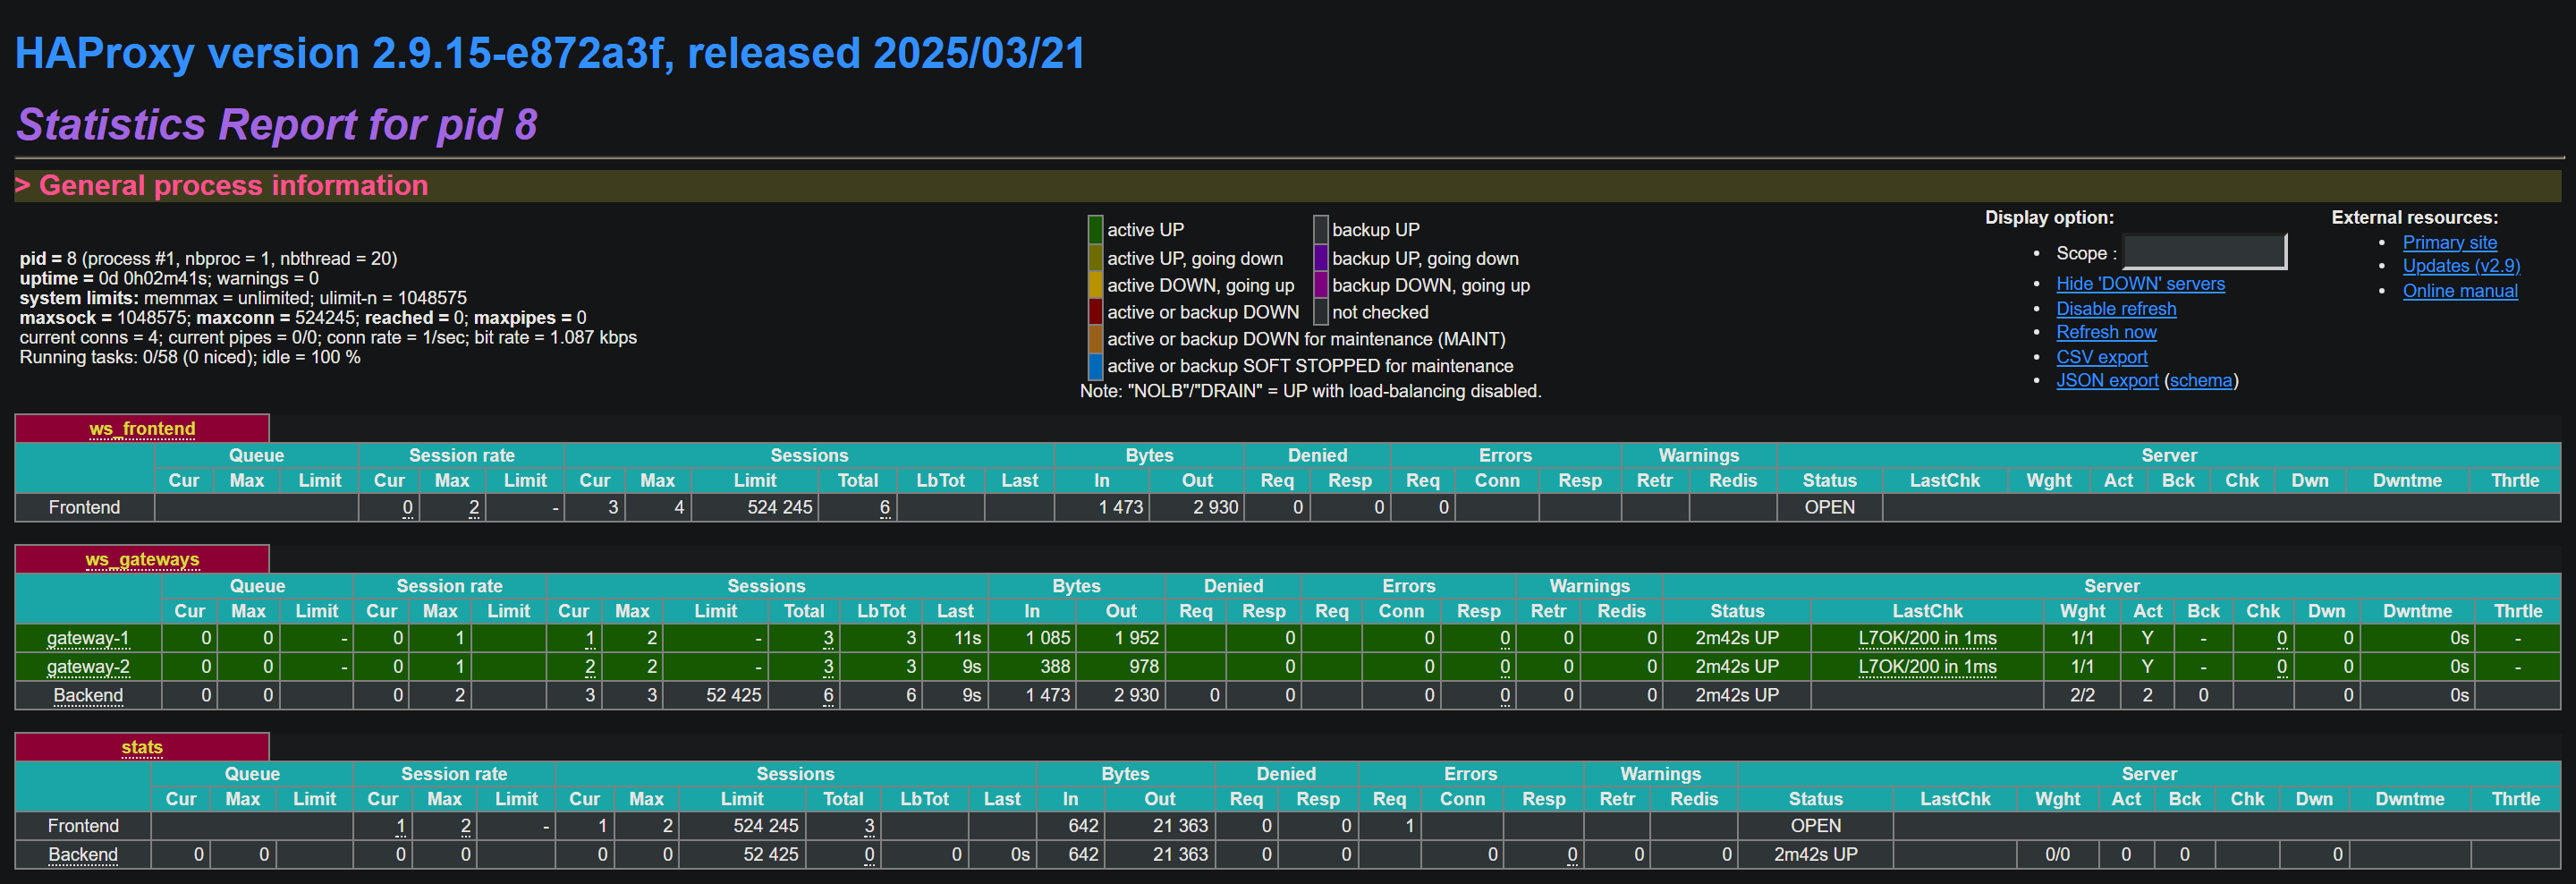 HAProxy version 2.9.15-e872a3f, released 2025/03/21
Statistics Report for pid 8
> General process information
pid = 8 (process #1, nbproc = 1, nbthread = 20)
uptime = 0d 0h02m41s; warnings = 0
system limits: memmax = unlimited; ulimit-n = 1048575
maxsock = 1048575; maxconn = 524245; reached = 0; maxpipes = 0
current conns = 4; current pipes = 0/0; conn rate = 1/sec; bit rate = 1.087 kbps
Running tasks: 0/58 (0 niced); idle = 100 %
active UP backup UP
active UP, going down backup UP, going down
active DOWN, going up backup DOWN, going up
active or backup DOWN not checked
active or backup DOWN for maintenance (MAINT)
active or backup SOFT STOPPED for maintenance
Note: "NOLB"/"DRAIN" = UP with load-balancing disabled.
Display option:
• Scope :
• Hide 'DOWN' servers
• Disable refresh
• Refresh now
• CSV export
• JSON export (schema)
External resources:
• Primary site
• Updates (v2.9)
• Online manual
ws_frontend
Queue Session rate Sessions Bytes Denied Errors Warnings Server
Cur Max Limit Cur Max Limit Cur Max Limit Total LbTot Last In Out Req Resp Req Conn Resp Retr Redis Status LastChk Wght Act Bck Chk Dwn Dwntme Thrtle
Frontend 0 2 - 3 4 524 245 6 1 473 2 930 0 0 0 OPEN
ws_gateways
Queue Session rate Sessions Bytes Denied Errors Warnings Server
Cur Max Limit Cur Max Limit Cur Max Limit Total LbTot Last In Out Req Resp Req Conn Resp Retr Redis Status LastChk Wght Act Bck Chk Dwn Dwntme Thrtle
gateway-1 0 0 - 0 1 1 2 - 3 3 11s 1 085 1 952 0 0 0 0 0 2m42s UP L7OK/200 in 1ms 1/1 Y - 0 0 0s -
gateway-2 0 0 - 0 1 2 2 - 3 3 9s 388 978 0 0 0 0 0 2m42s UP L7OK/200 in 1ms 1/1 Y - 0 0 0s -
Backend 0 0 0 2 3 3 52 425 6 6 9s 1 473 2 930 0 0 0 0 0 0 2m42s UP 2/2 2 0 0 0s
stats
Queue Session rate Sessions Bytes Denied Errors Warnings Server
Cur Max Limit Cur Max Limit Cur Max Limit Total LbTot Last In Out Req Resp Req Conn Resp Retr Redis Status LastChk Wght Act Bck Chk Dwn Dwntme Thrtle
Frontend 1 2 - 1 2 524 245 3 642 21 363 0 0 1 OPEN
Backend 0 0 0 0 0 0 52 425 0 0 0s 642 21 363 0 0 0 0 0 0 2m42s UP 0/0 0 0 0